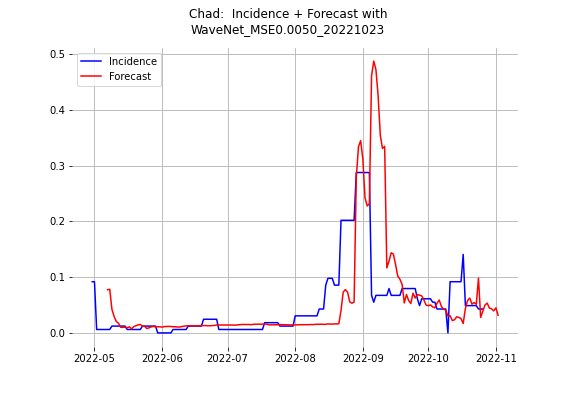 Chad:  Incidence + Forecast with
WaveNet_MSE0.0050_20221023
Incidence
Forecast
0.5
0.4
0.3
0.2
0.1
0.0
2022-05 2022-06 2022-07 2022-08 2022-09 2022-10 2022-11